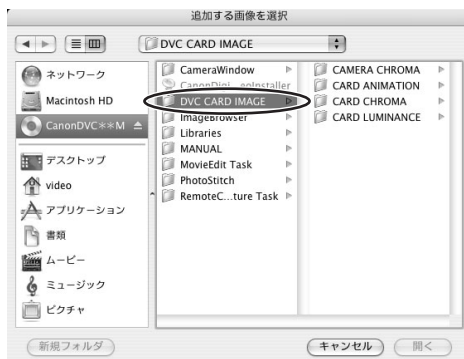 追加する画像を選択
DVC CARD IMAGE
ネットワーク
Macintosh HD
CanonDVC**M
デスクトップ
video
アプリケーション
書類
ムービー
ミュージック
ピクチャ
CameraWindow
CanonDigi...eoInstaller
DVC CARD IMAGE
ImageBrowser
Libraries
MANUAL
MovieEdit Task
PhotoStitch
RemoteC...ture Task
CAMERA CHROMA
CARD ANIMATION
CARD CHROMA
CARD LUMINANCE
新規フォルダ
キャンセル
開く